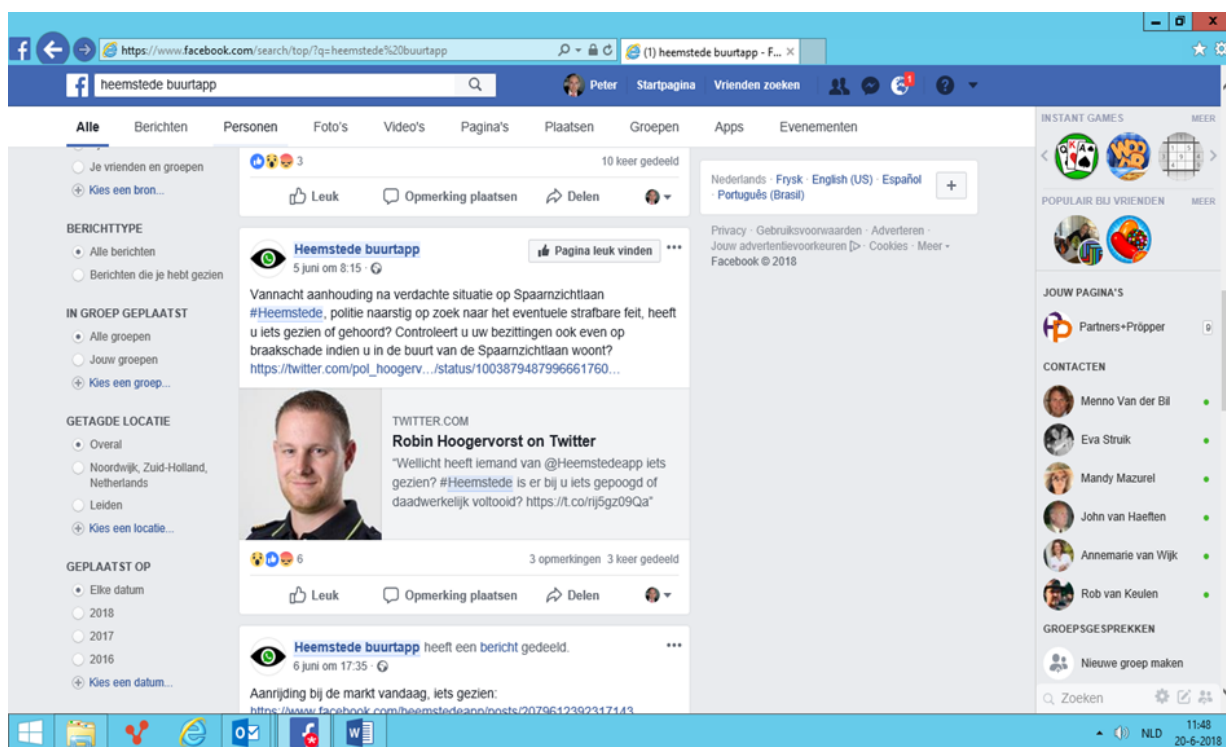 https://www.facebook.com/search/top/?q=heemstede%20buurtapp
(1) heemstede buurtapp - F...
heemstede buurtapp
Peter
Startpagina
Vrienden zoeken
1
Alle
Berichten
Personen
Foto's
Video's
Pagina's
Plaatsen
Groepen
Apps
Evenementen
Je vrienden en groepen
Kies een bron...
BERICHTTYPE
Alle berichten
Berichten die je hebt gezien
IN GROEP GEPLAATST
Alle groepen
Jouw groepen
Kies een groep...
GETAGDE LOCATIE
Overal
Noordwijk, Zuid-Holland,
Netherlands
Leiden
Kies een locatie...
GEPLAATST OP
Elke datum
2018
2017
2016
Kies een datum...
3
10 keer gedeeld
Leuk
Opmerking plaatsen
Delen
Heemstede buurtapp
Pagina leuk vinden
5 juni om 8:15 ·
Vannacht aanhouding na verdachte situatie op Spaarnzichtlaan
#Heemstede, politie naarstig op zoek naar het eventuele strafbare feit, heeft
u iets gezien of gehoord? Controleert u uw bezittingen ook even op
braakschade indien u in de buurt van de Spaarnzichtlaan woont?
https://twitter.com/pol_hoogerv.../status/1003879487996661760...
TWITTER.COM
Robin Hoogervorst on Twitter
"Wellicht heeft iemand van @Heemstedeapp iets
gezien? #Heemstede is er bij u iets gepoogd of
daadwerkelijk voltooid? https://t.co/rij5gz09Qa"
6
3 opmerkingen 3 keer gedeeld
Leuk
Opmerking plaatsen
Delen
Heemstede buurtapp heeft een bericht gedeeld.
6 juni om 17:35 ·
Aanrijding bij de markt vandaag, iets gezien:
https://www.facebook.com/heemstedeapp/posts/2079612392317143
Nederlands · Frysk · English (US) · Español
· Português (Brasil)
Privacy · Gebruiksvoorwaarden · Adverteren ·
Jouw advertentievoorkeuren · Cookies · Meer
Facebook © 2018
INSTANT GAMES
MEER
POPULAIR BIJ VRIENDEN
MEER
JOUW PAGINA'S
Partners+Pröpper
9
CONTACTEN
Menno Van der Bil
Eva Struik
Mandy Mazurel
John van Haeften
Annemarie van Wijk
Rob van Keulen
GROEPSGESPREKKEN
Nieuwe groep maken
Zoeken
NLD
11:48
20-6-2018